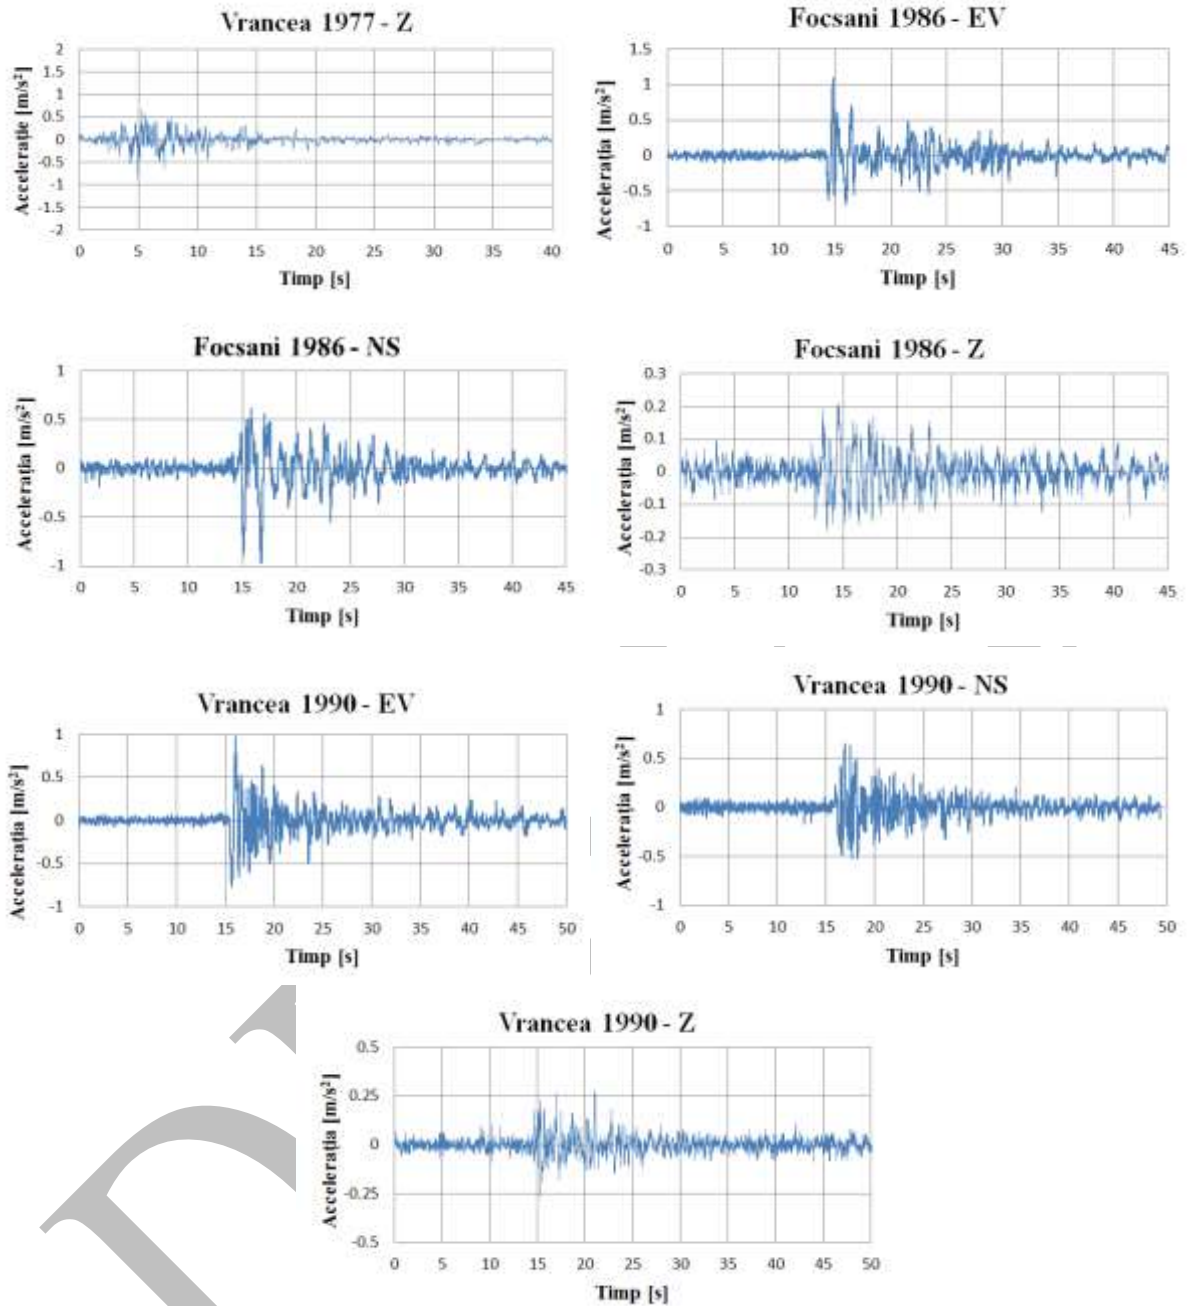 Vrancea 1977 - Z
Accelerație [m/s²]
2
1.5
1
0.5
0
-0.5
-1
-1.5
-2
0 5 10 15 20 25 30 35 40
Timp [s]
Focsani 1986 - EV
Accelerația [m/s²]
1.5
1
0.5
0
-0.5
-1
0 5 10 15 20 25 30 35 40 45
Timp [s]
Focsani 1986 - NS
Accelerația [m/s²]
1
0.5
0
-0.5
-1
0 5 10 15 20 25 30 35 40 45
Timp [s]
Focsani 1986 - Z
Accelerația [m/s²]
0.3
0.2
0.1
0
-0.1
-0.2
-0.3
0 5 10 15 20 25 30 35 40 45
Timp [s]
Vrancea 1990 - EV
Accelerația [m/s²]
1
0.5
0
-0.5
-1
0 5 10 15 20 25 30 35 40 45 50
Timp [s]
Vrancea 1990 - NS
Accelerația [m/s²]
1
0.5
0
-0.5
-1
0 5 10 15 20 25 30 35 40 45 50
Timp [s]
Vrancea 1990 - Z
Accelerația [m/s²]
0.5
0.25
0
-0.25
-0.5
0 5 10 15 20 25 30 35 40 45 50
Timp [s]